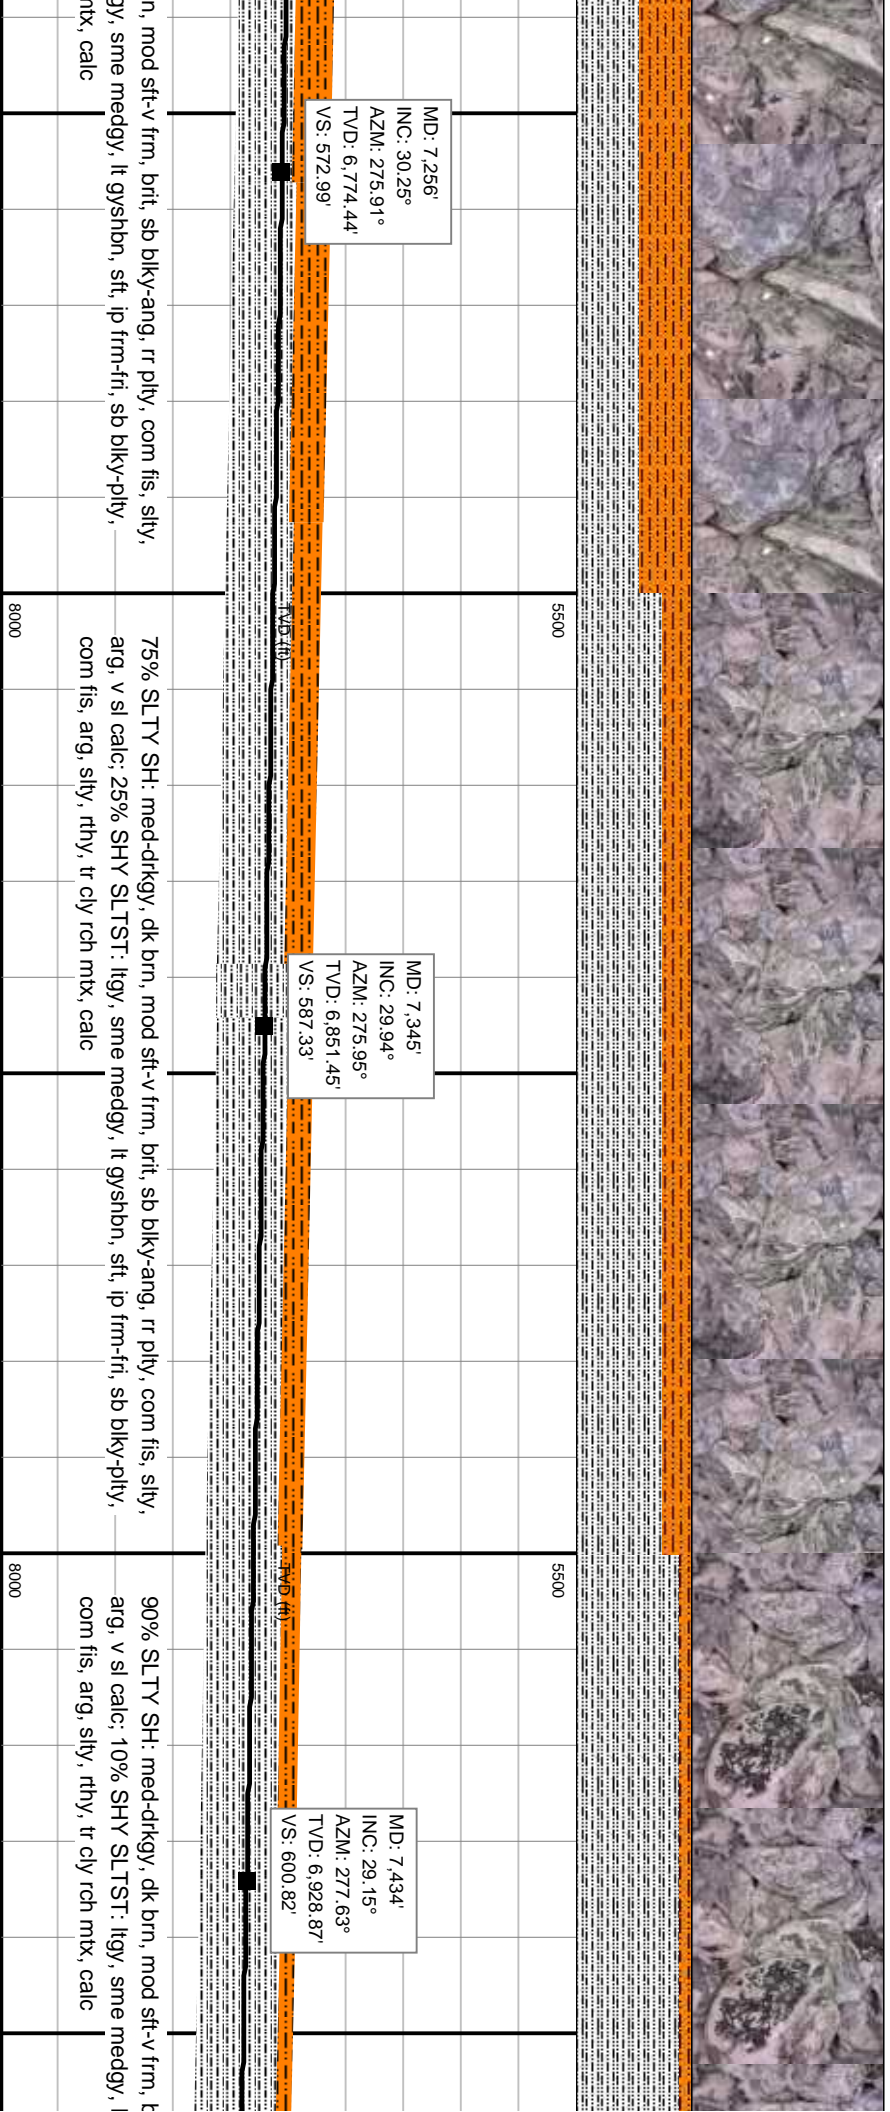 n, mod sft-v frm, brit, sb blky-ang, rr plty, com fis, slty,
gy, sme medgy, lt gyshbn, sft, ip frm-fri, sb blky-plty,
ntx, calc
MD: 7,256'
INC: 30.25°
AZM: 275.91°
TVD: 6,774.44'
VS: 572.99'
5500
TVD (ft)
8000
75% SLTY SH: med-drkgy, dk brn, mod sft-v frm, brit, sb blky-ang, rr plty, com fis, slty,
arg, v sl calc; 25% SHY SLTST: ltgy, sme medgy, lt gyshbn, sft, ip frm-fri, sb blky-plty,
com fis, arg, slty, rthy, tr cly rch mtx, calc
MD: 7,345'
INC: 29.94°
AZM: 275.95°
TVD: 6,851.45'
VS: 587.33'
5500
TVD (ft)
8000
90% SLTY SH: med-drkgy, dk brn, mod sft-v frm, b
arg, v sl calc; 10% SHY SLTST: ltgy, sme medgy, l
com fis, arg, slty, rthy, tr cly rch mtx, calc
MD: 7,434'
INC: 29.15°
AZM: 277.63°
TVD: 6,928.87'
VS: 600.82'